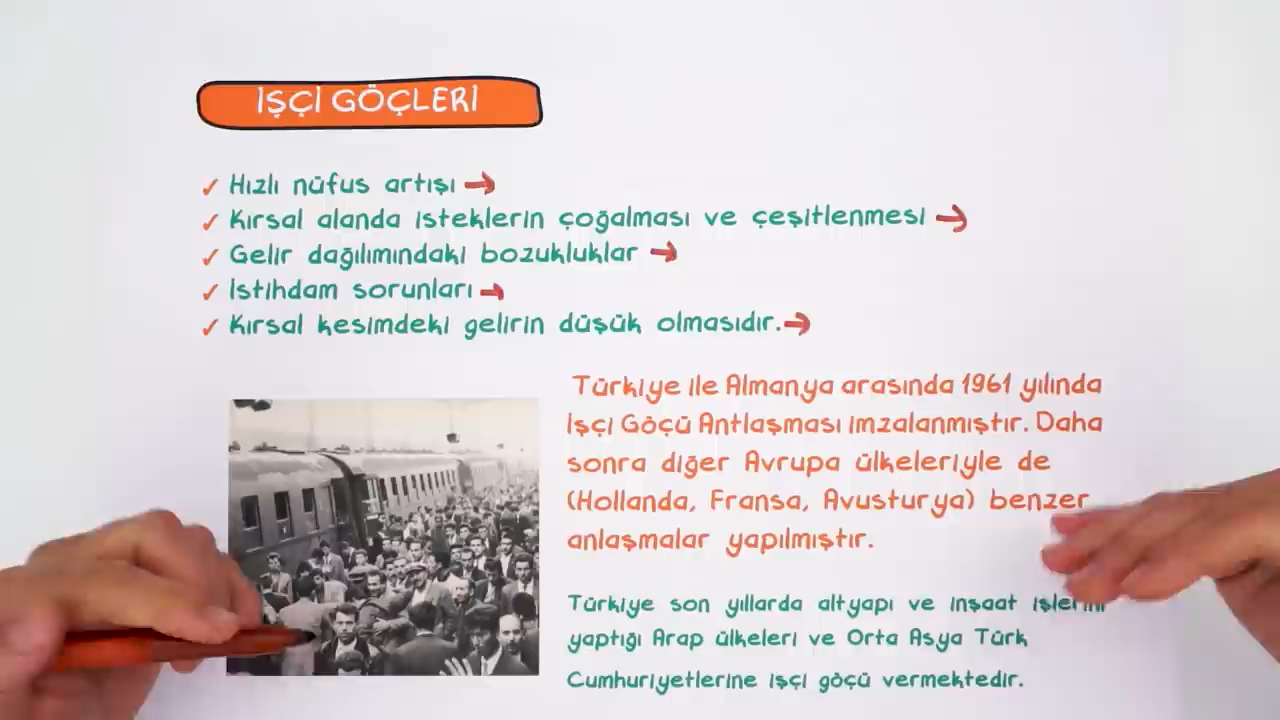 İŞÇİ GÖÇLERİ
Hızlı nüfus artışı
Kırsal alanda isteklerin çoğalması ve çeşitlenmesi
Gelir dağılımındaki bozukluklar
İstihdam sorunları
Kırsal kesimdeki gelirin düşük olmasıdır.
Türkiye ile Almanya arasında 1961 yılında
İşçi Göçü Antlaşması imzalanmıştır. Daha
sonra diğer Avrupa ülkeleriyle de
(Hollanda, Fransa, Avusturya) benzer
anlaşmalar yapılmıştır.
Türkiye son yıllarda altyapı ve inşaat işlerini
yaptığı Arap ülkeleri ve Orta Asya Türk
Cumhuriyetlerine işçi göçü vermektedir.